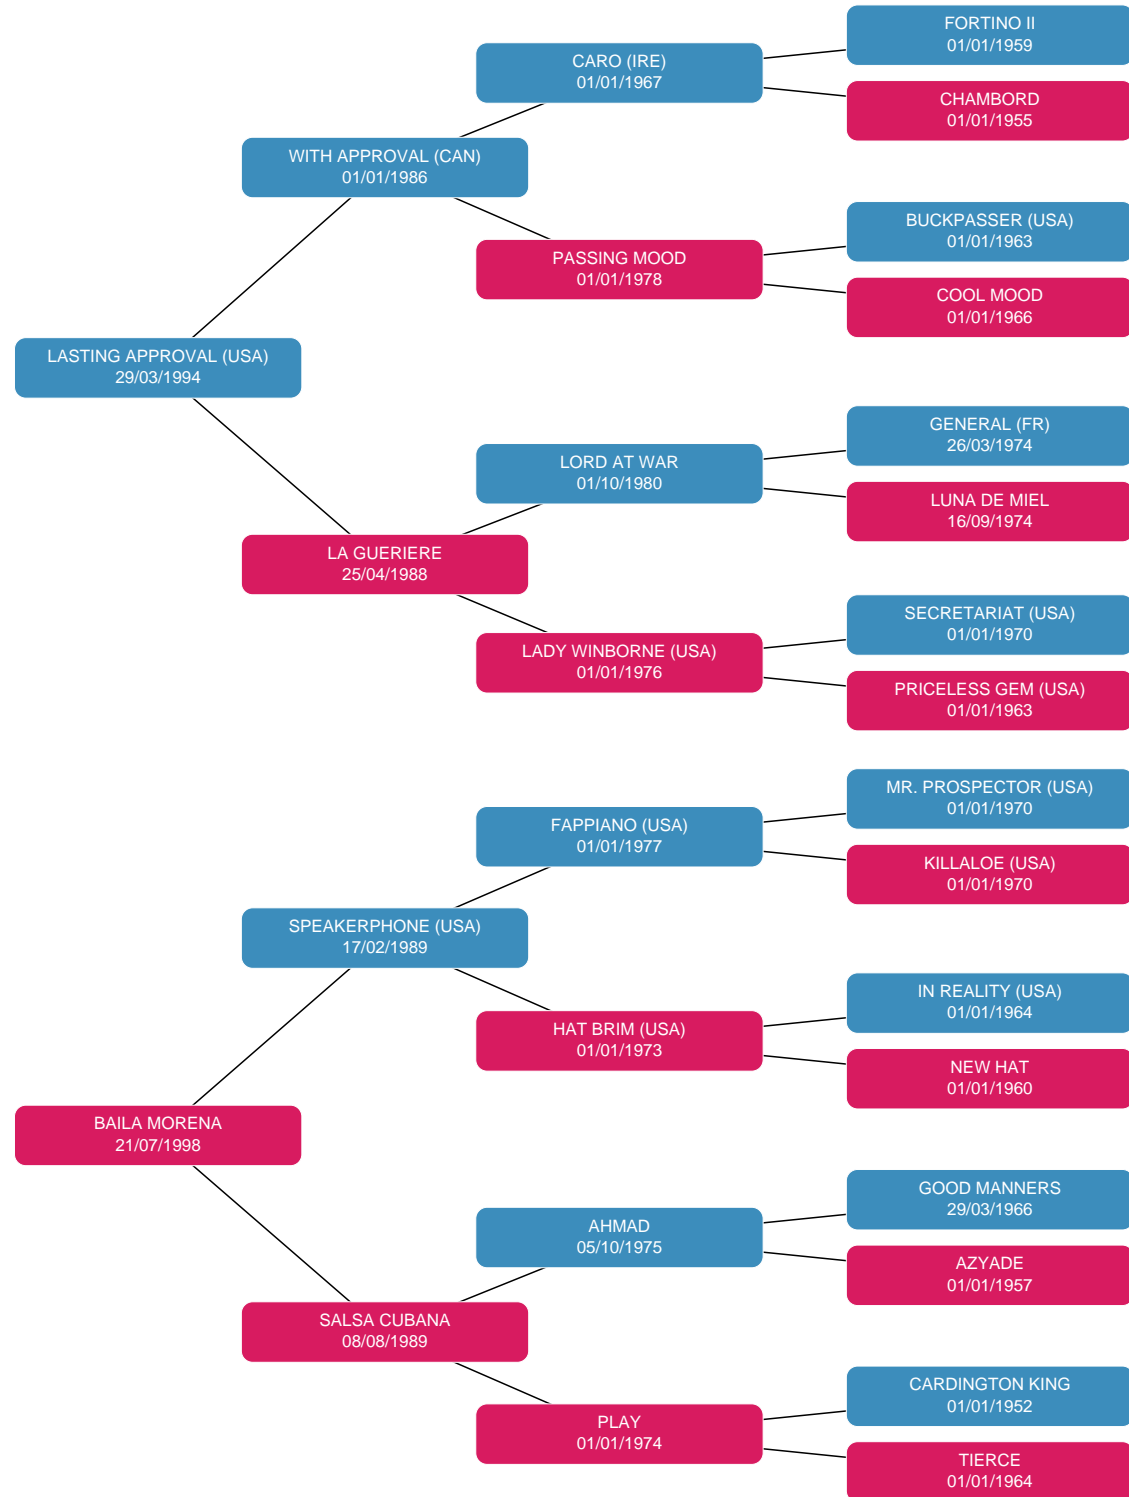 FORTINO II
01/01/1959
CARO (IRE)
01/01/1967
CHAMBORD
01/01/1955
WITH APPROVAL (CAN)
01/01/1986
BUCKPASSER (USA)
01/01/1963
PASSING MOOD
01/01/1978
COOL MOOD
01/01/1966
LASTING APPROVAL (USA)
29/03/1994
GENERAL (FR)
26/03/1974
LORD AT WAR
01/10/1980
LUNA DE MIEL
16/09/1974
LA GUERIERE
25/04/1988
SECRETARIAT (USA)
01/01/1970
LADY WINBORNE (USA)
01/01/1976
PRICELESS GEM (USA)
01/01/1963
MR. PROSPECTOR (USA)
01/01/1970
FAPPIANO (USA)
01/01/1977
KILLALOE (USA)
01/01/1970
SPEAKERPHONE (USA)
17/02/1989
IN REALITY (USA)
01/01/1964
HAT BRIM (USA)
01/01/1973
NEW HAT
01/01/1960
BAILA MORENA
21/07/1998
GOOD MANNERS
29/03/1966
AHMAD
05/10/1975
AZYADE
01/01/1957
SALSA CUBANA
08/08/1989
CARDINGTON KING
01/01/1952
PLAY
01/01/1974
TIERCE
01/01/1964